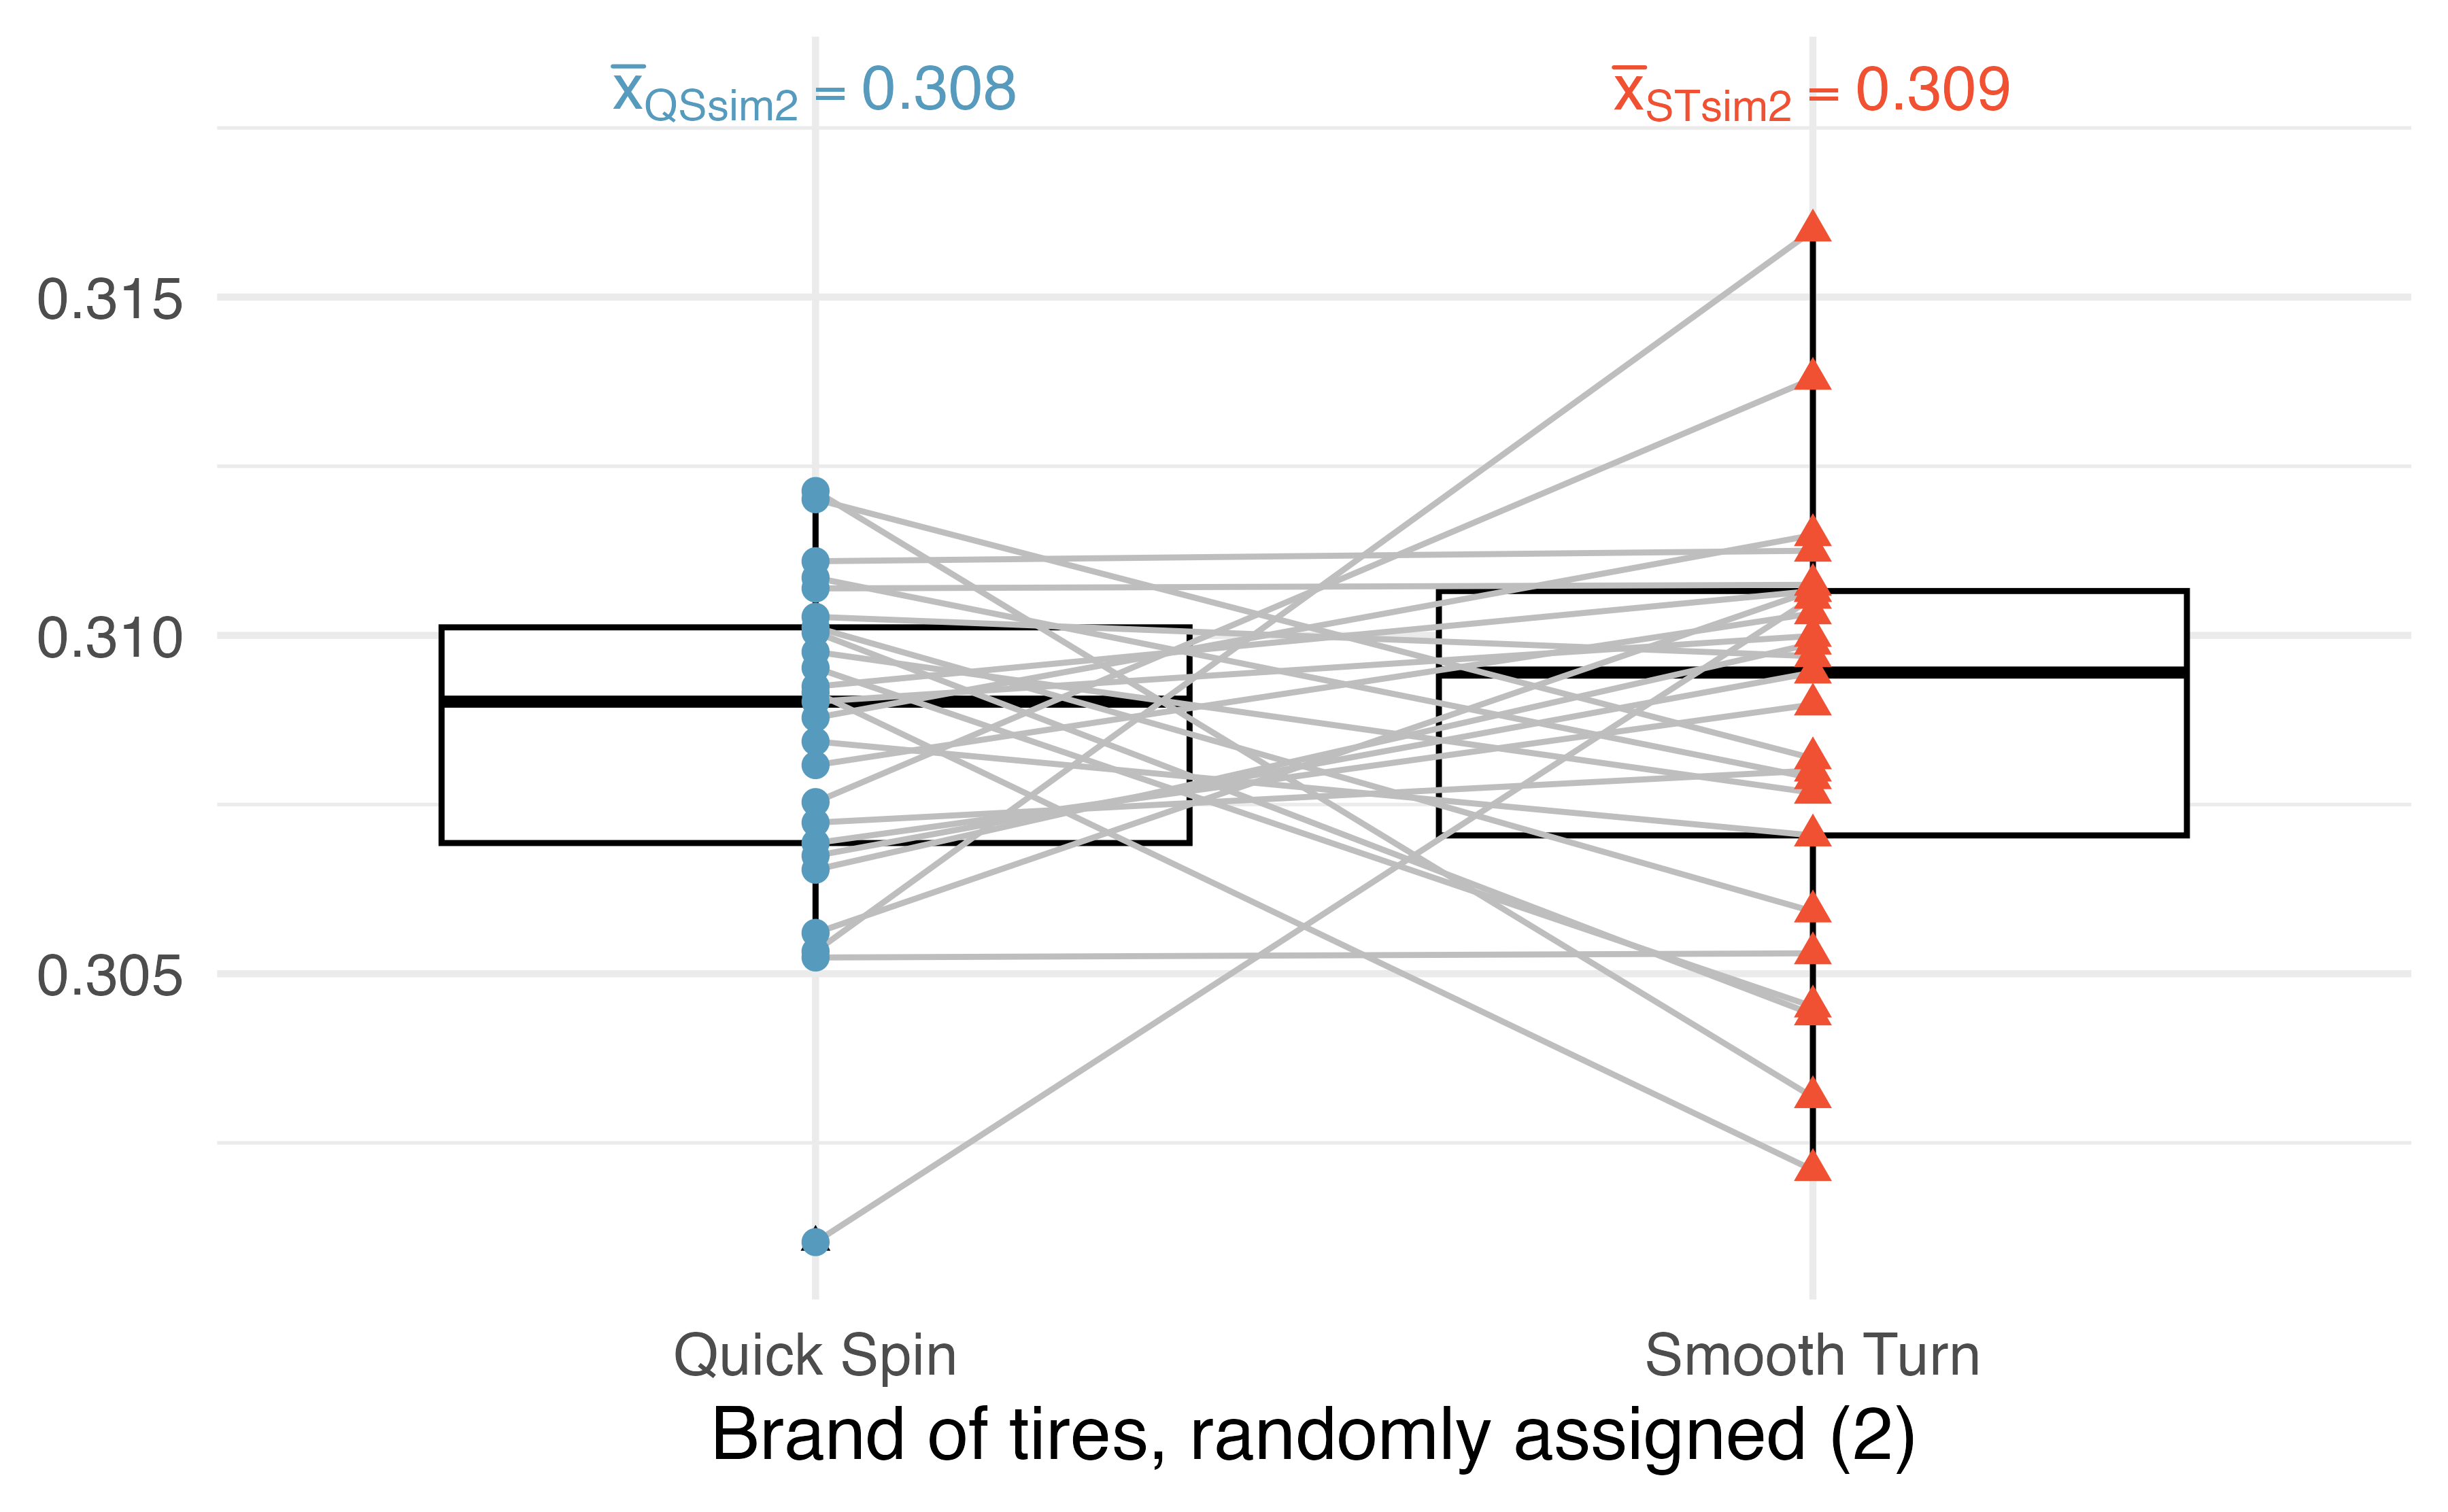 x̅QSsim2 = 0.308
x̅STsim2 = 0.309
0.315
0.310
0.305
Quick Spin
Smooth Turn
Brand of tires, randomly assigned (2)